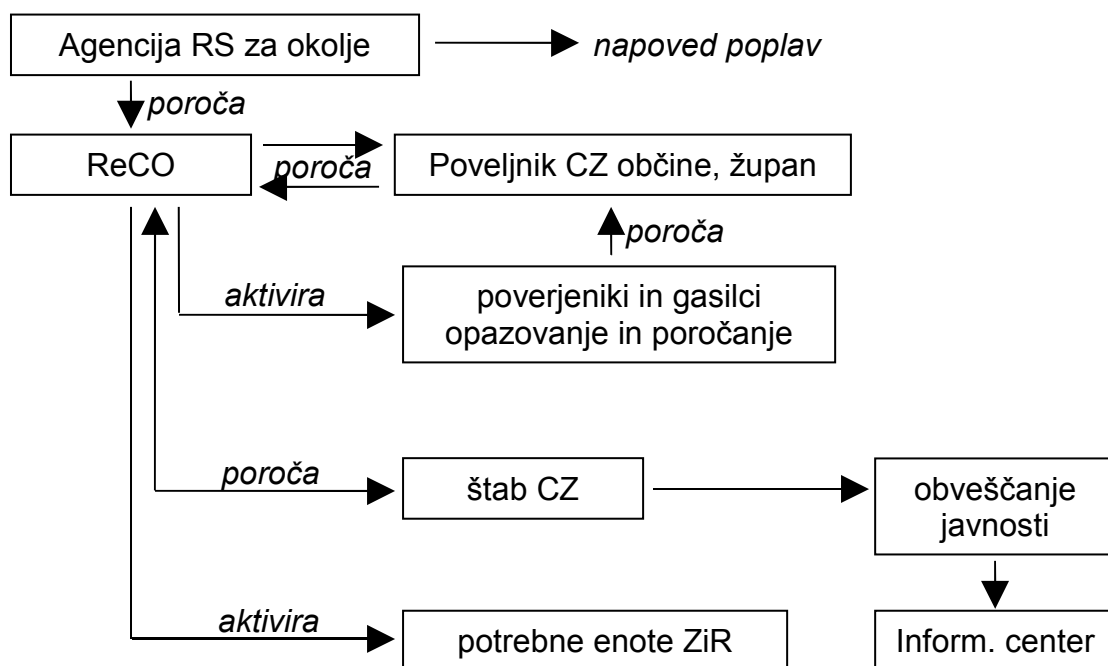 Agencija RS za okolje
napoved poplav
poroča
ReCO
poroča
Poveljnik CZ občine, župan
poroča
aktivira
poverjeniki in gasilci
opazovanje in poročanje
poroča
štab CZ
obveščanje
javnosti
aktivira
potrebne enote ZiR
Inform. center